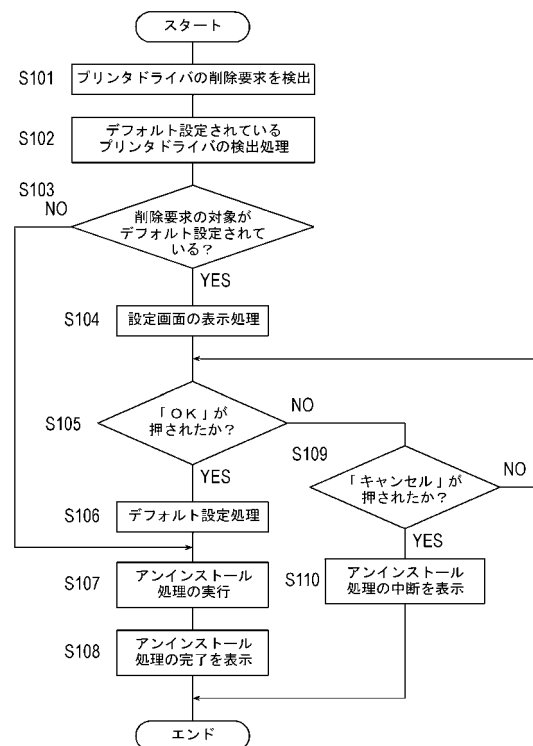 スタート
S101
プリンタドライバの削除要求を検出
S102
デフォルト設定されている
プリンタドライバの検出処理
S103
NO
削除要求の対象が
デフォルト設定されて
いる?
YES
S104
設定画面の表示処理
S105
「OK」が
押されたか?
NO
YES
S109
「キャンセル」が
押されたか?
NO
YES
S106
デフォルト設定処理
S107
アンインストール
処理の実行
S110
アンインストール
処理の中断を表示
S108
アンインストール
処理の完了を表示
エンド